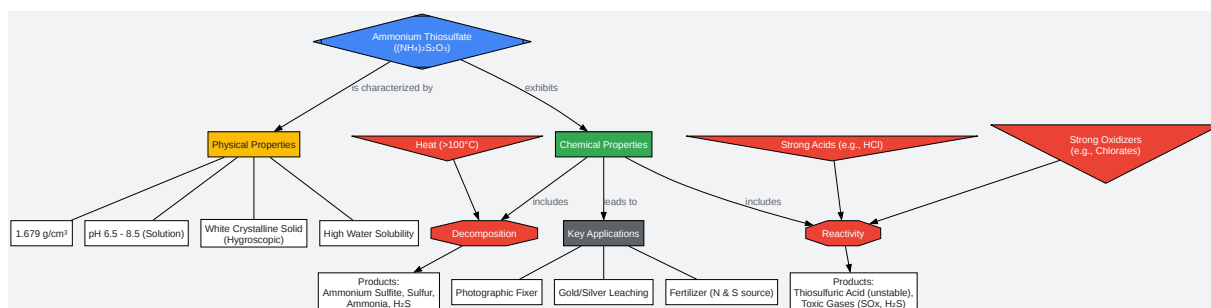 Ammonium Thiosulfate
((NH₄)₂S₂O₃)
is characterized by
exhibits
Physical Properties
Heat (>100°C)
Chemical Properties
Strong Acids (e.g., HCl)
Strong Oxidizers
(e.g., Chlorates)
includes
leads to
includes
1.679 g/cm³
pH 6.5 - 8.5 (Solution)
White Crystalline Solid
(Hygroscopic)
High Water Solubility
Decomposition
Key Applications
Reactivity
Products:
Ammonium Sulfite, Sulfur,
Ammonia, H₂S
Photographic Fixer
Gold/Silver Leaching
Fertilizer (N & S source)
Products:
Thiosulfuric Acid (unstable),
Toxic Gases (SOx, H₂S)